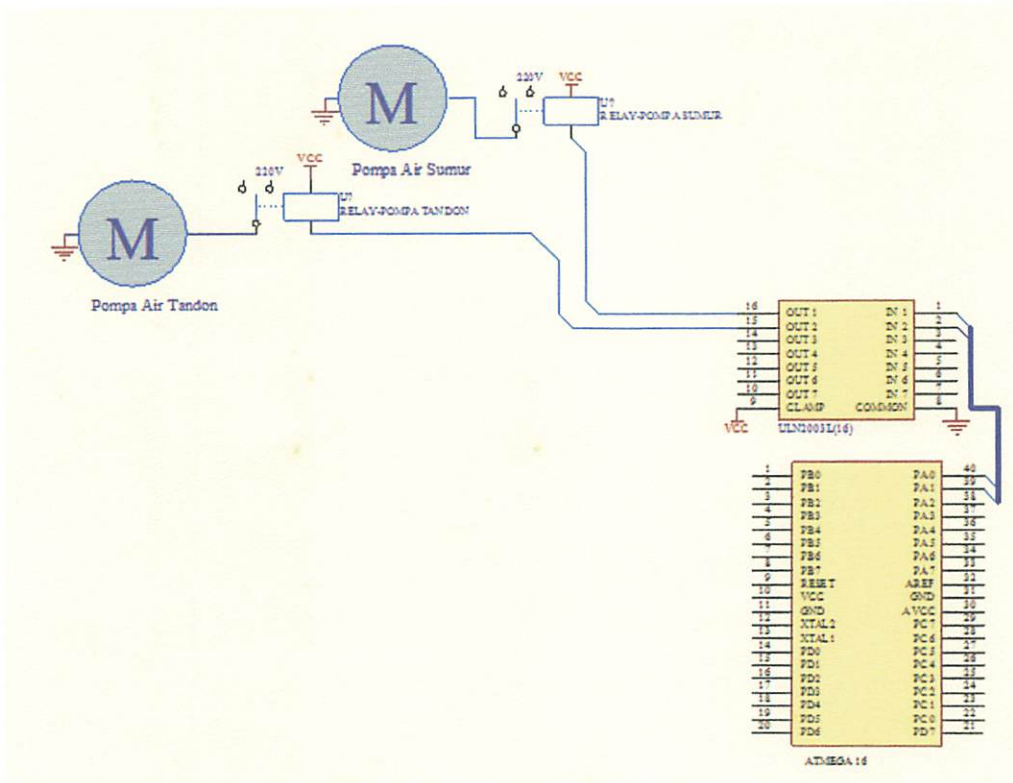 M
220V
VCC
U?
RELAY-POMPA SUMUR
Pompa Air Sumur
M
220V
VCC
U?
RELAY-POMPA TANDON
Pompa Air Tandon
16 OUT 1 IN 1 1
15 OUT 2 IN 2 2
14 OUT 3 IN 3 3
13 OUT 4 IN 4 4
12 OUT 5 IN 5 5
11 OUT 6 IN 6 6
10 OUT 7 IN 7 7
9 CLAMP COMMON 8
VCC
ULN2003L(16)
1 PB0 PA0 40
2 PB1 PA1 39
3 PB2 PA2 38
4 PB3 PA3 37
5 PB4 PA4 36
6 PB5 PA5 35
7 PB6 PA6 34
8 PB7 PA7 33
9 RESET AREF 32
10 VCC GND 31
11 GND AVCC 30
12 XTAL2 PC7 29
13 XTAL1 PC6 28
14 PD0 PC5 27
15 PD1 PC4 26
16 PD2 PC3 25
17 PD3 PC2 24
18 PD4 PC1 23
19 PD5 PC0 22
20 PD6 PD7 21
ATMEGA 16